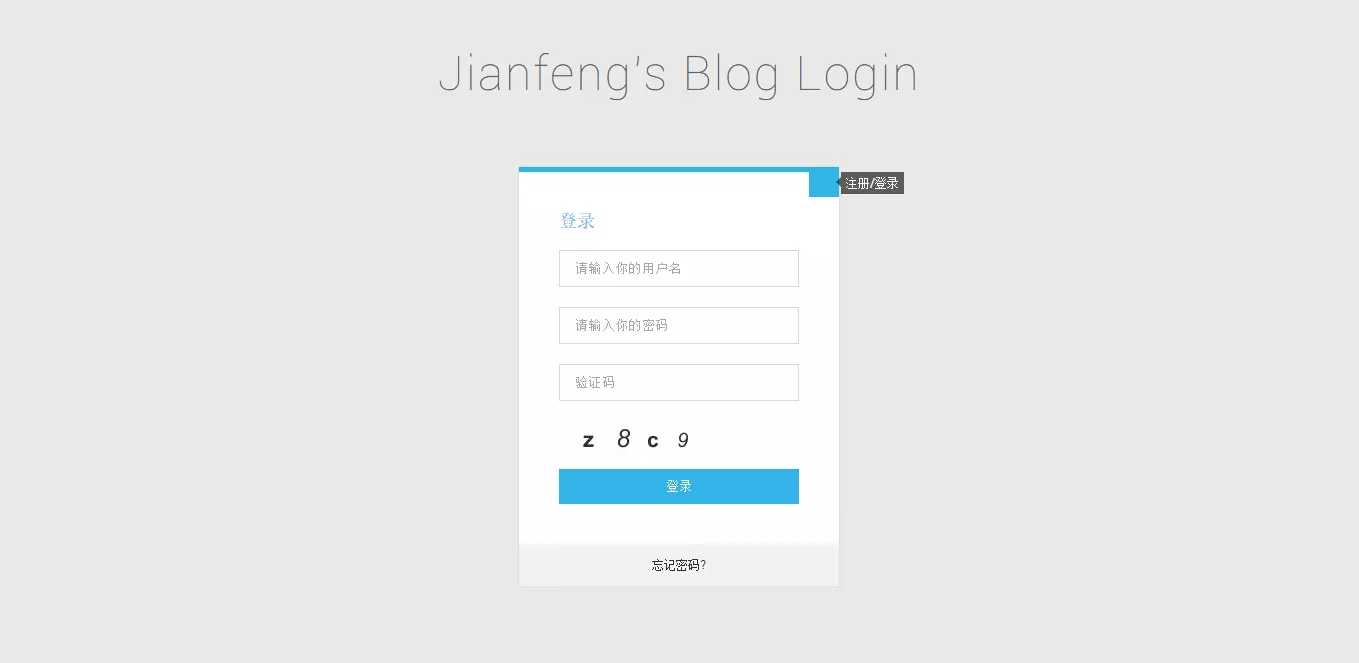 Jianfeng's Blog Login
注册/登录
登录
请输入你的用户名
请输入你的密码
验证码
z 8 c 9
登录
忘记密码?